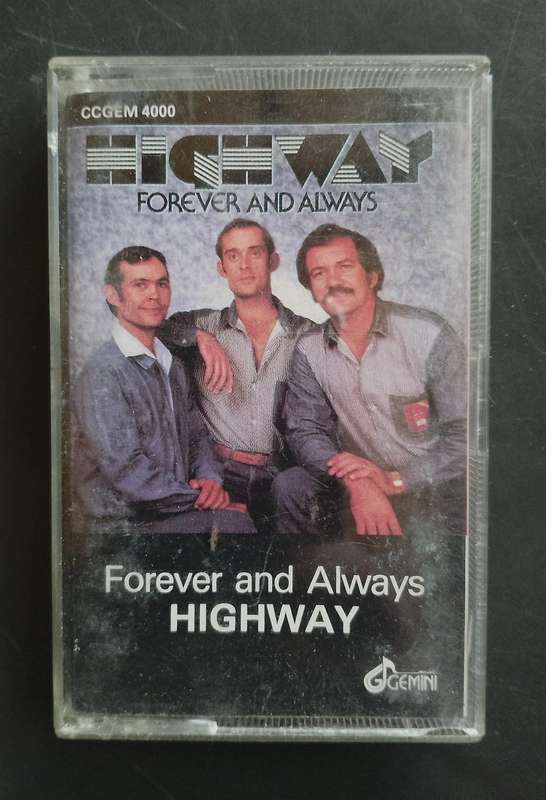 CCGEM 4000
HIGHWAY
FOREVER AND ALWAYS
Forever and Always
HIGHWAY
GEMINI